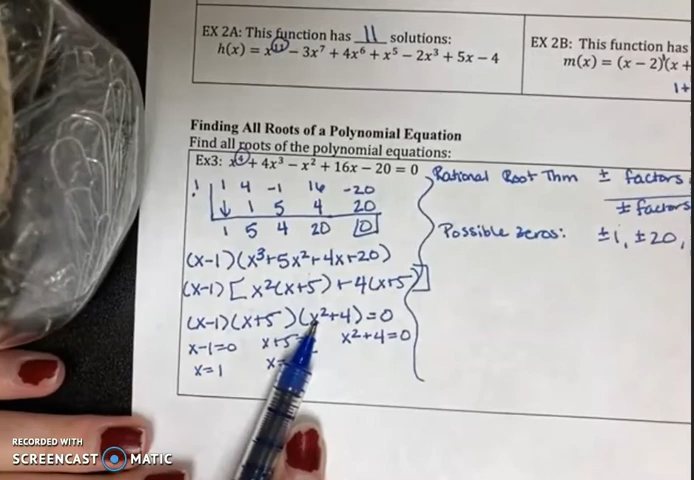 EX 2A: This function has 11 solutions:
h(x) = x¹¹ − 3x⁷ + 4x⁶ + x⁵ − 2x³ + 5x − 4
EX 2B: This function has
m(x) = (x − 2)(x +
1+
Finding All Roots of a Polynomial Equation
Find all roots of the polynomial equations:
Ex3: x⁴ + 4x³ − x² + 16x − 20 = 0
1 4 -1 16 -20
↓ 1 5 4 20
1 5 4 20 0
(x-1)(x³+5x²+4x+20)
(x-1)[x²(x+5)+4(x+5)]
(x-1)(x+5)(x²+4)=0
x-1=0 x+5= x²+4=0
x=1 x=
Rational Root Thm ± factors
± factors
Possible zeros: ±1, ±20,
RECORDED WITH
SCREENCAST MATIC